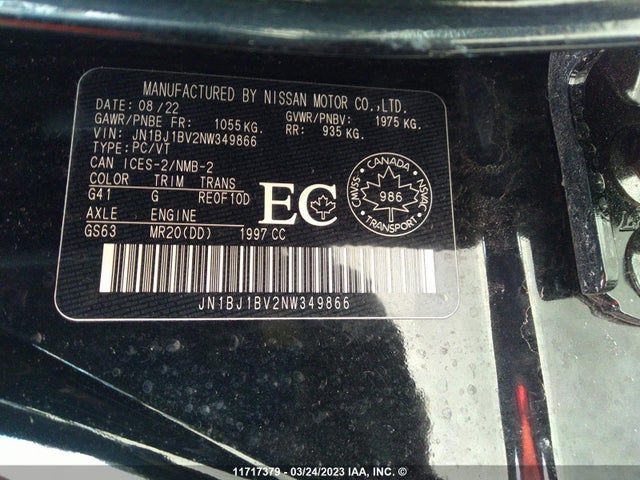 MANUFACTURED BY NISSAN MOTOR CO.,LTD.
DATE: 08/22
GAWR/PNBE FR: 1055 KG. GVWR/PNBV: 1975 KG.
RR: 935 KG.
VIN: JN1BJ1BV2NW349866
TYPE: PC/VT
CAN ICES-2/NMB-2
COLOR TRIM TRANS
G41 G RE0F10D
AXLE ENGINE
GS63 MR20(DD) 1997 CC
EC
CANADA
CMVSS NSVAC
986
TRANSPORT
JN1BJ1BV2NW349866
11717379 - 03/24/2023 IAA, INC. ©